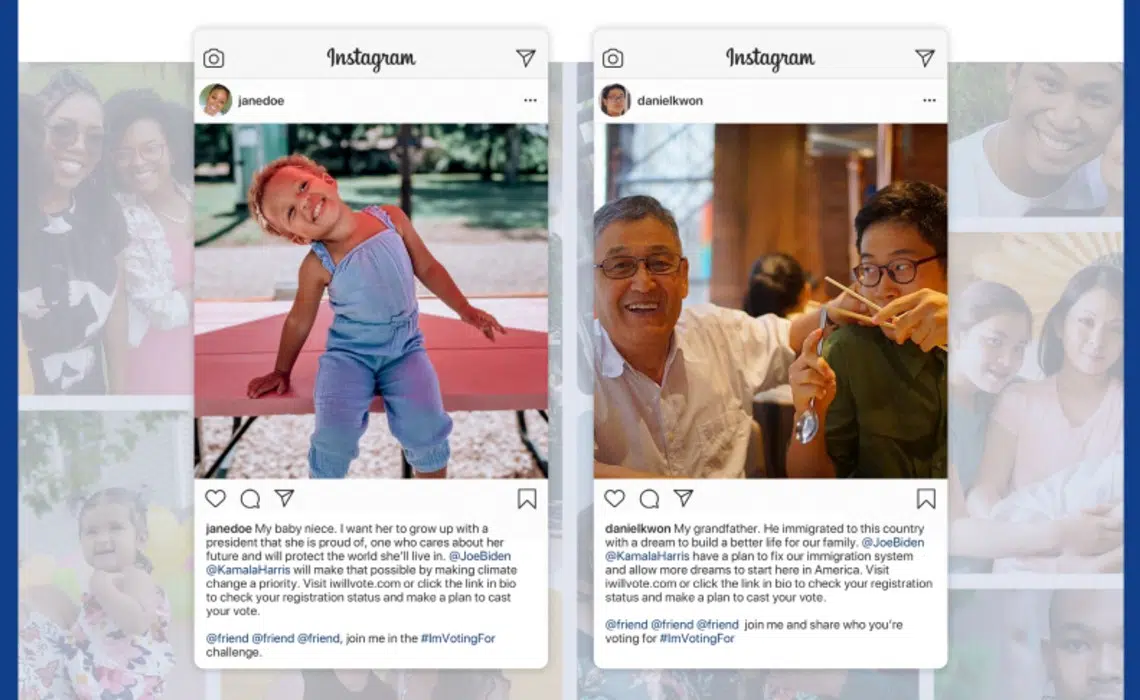 Instagram
janedoe
janedoe My baby niece. I want her to grow up with a
president that she is proud of, one who cares about her
future and will protect the world she'll live in. @JoeBiden
@KamalaHarris will make that possible by making climate
change a priority. Visit iwillvote.com or click the link in bio
to check your registration status and make a plan to cast
your vote.
@friend @friend @friend, join me in the #ImVotingFor
challenge.
Instagram
danielkwon
danielkwon My grandfather. He immigrated to this country
with a dream to build a better life for our family. @JoeBiden
@KamalaHarris have a plan to fix our immigration system
and allow more dreams to start here in America. Visit
iwillvote.com or click the link in bio to check your registration
status and make a plan to cast your vote.
@friend @friend @friend join me and share who you're
voting for #ImVotingFor